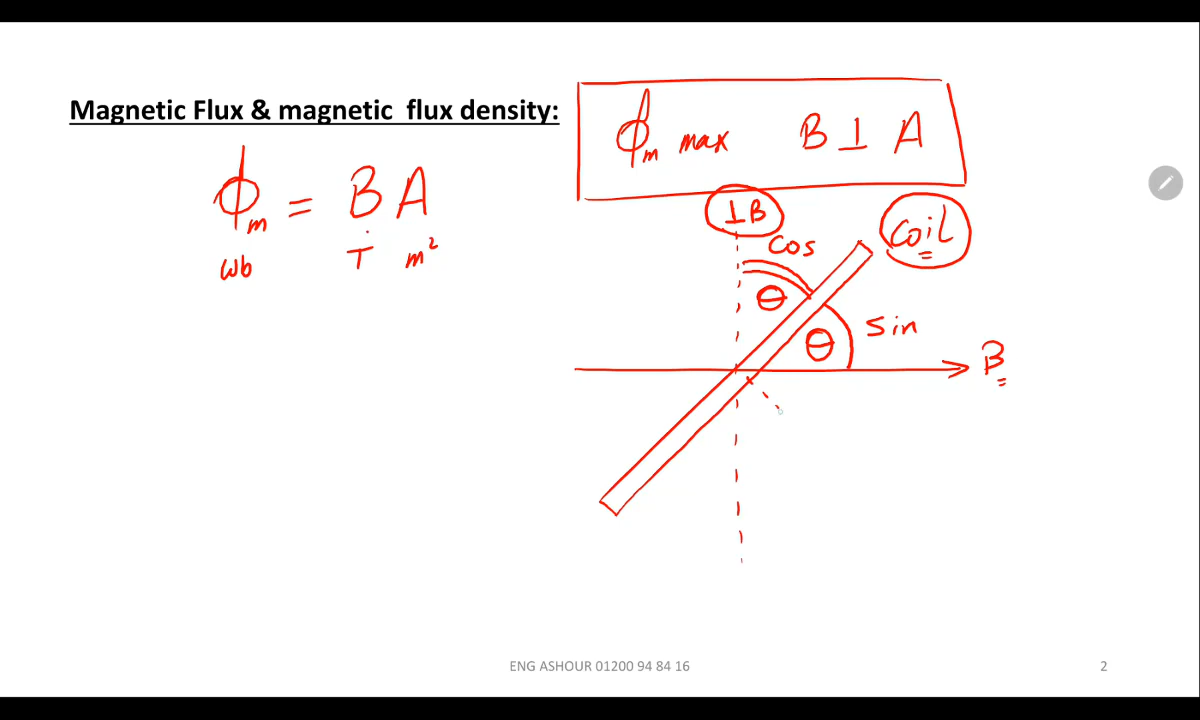 Magnetic Flux & magnetic flux density:
ϕm = B A
wb T m²
ϕm max B ⊥ A
⊥B
coil
cos
θ
sin
θ
B
ENG ASHOUR 01200 94 84 16
2